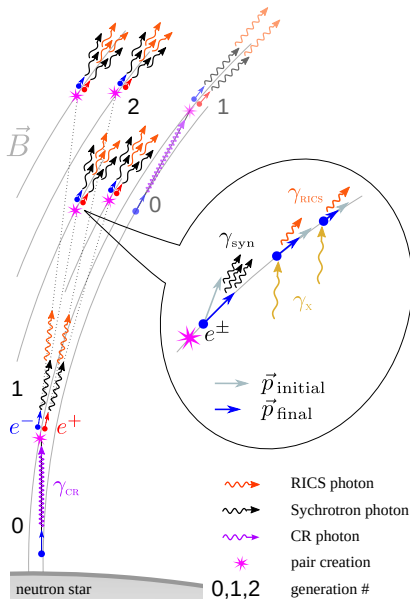 2
1
B⃗
0
γRICS
γsyn
γX
e±
p⃗initial
p⃗final
1
e− e+
γCR
0
RICS photon
Sychrotron photon
CR photon
pair creation
0,1,2 generation #
neutron star